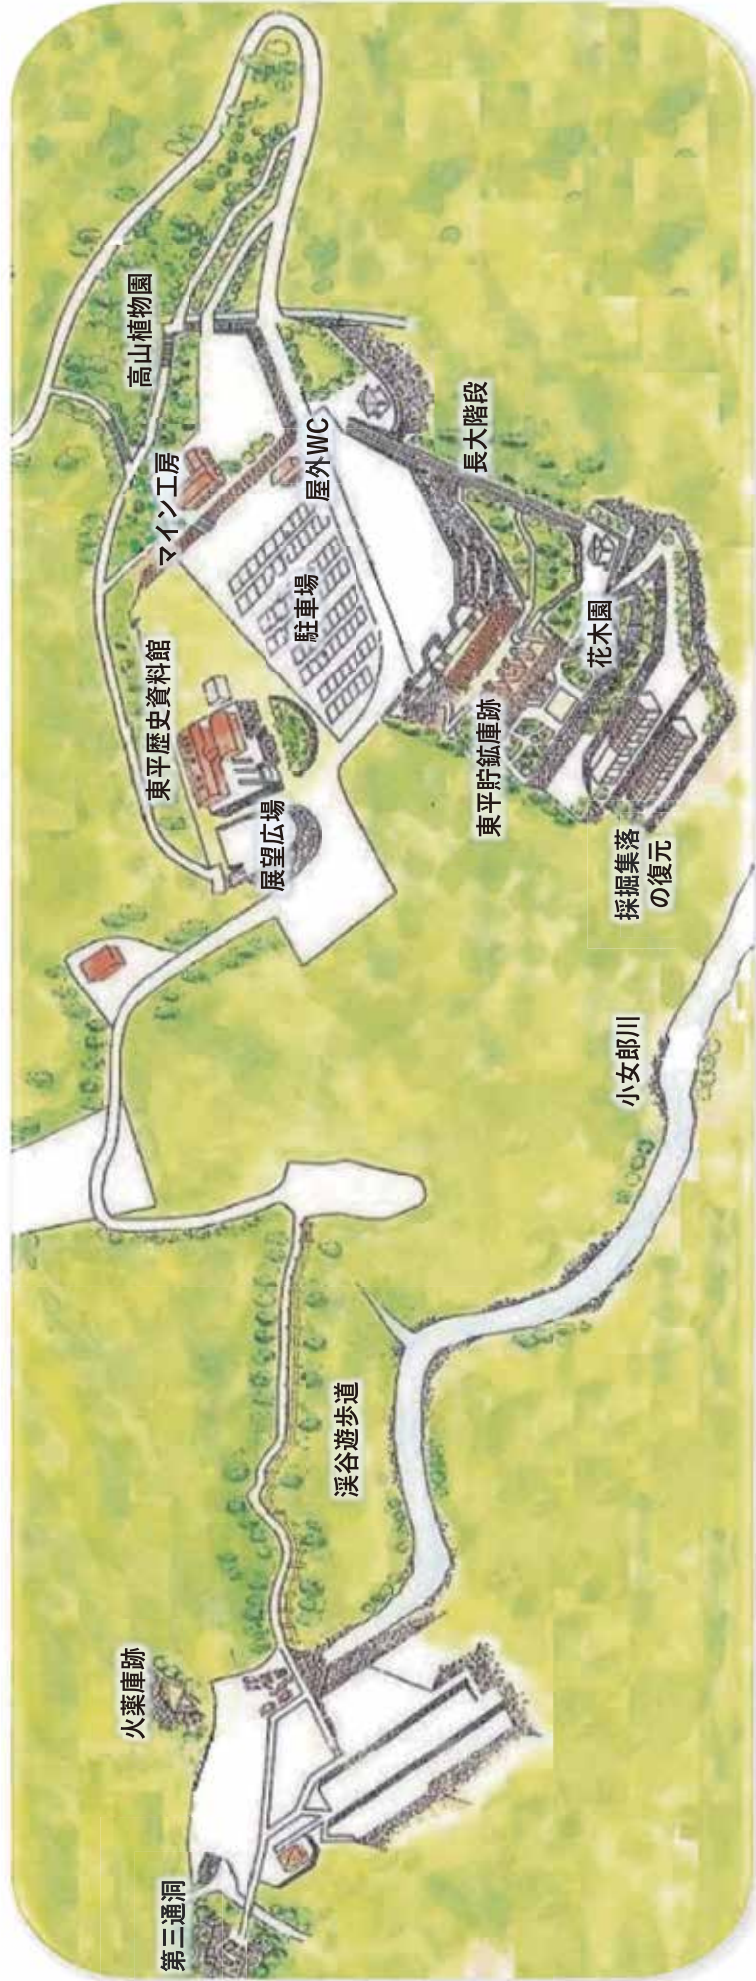 第三通洞
火薬庫跡
渓谷遊歩道
小女郎川
展望広場
東平歴史資料館
採掘集落
の復元
東平貯鉱庫跡
花木園
駐車場
マイン工房
屋外WC
長大階段
高山植物園